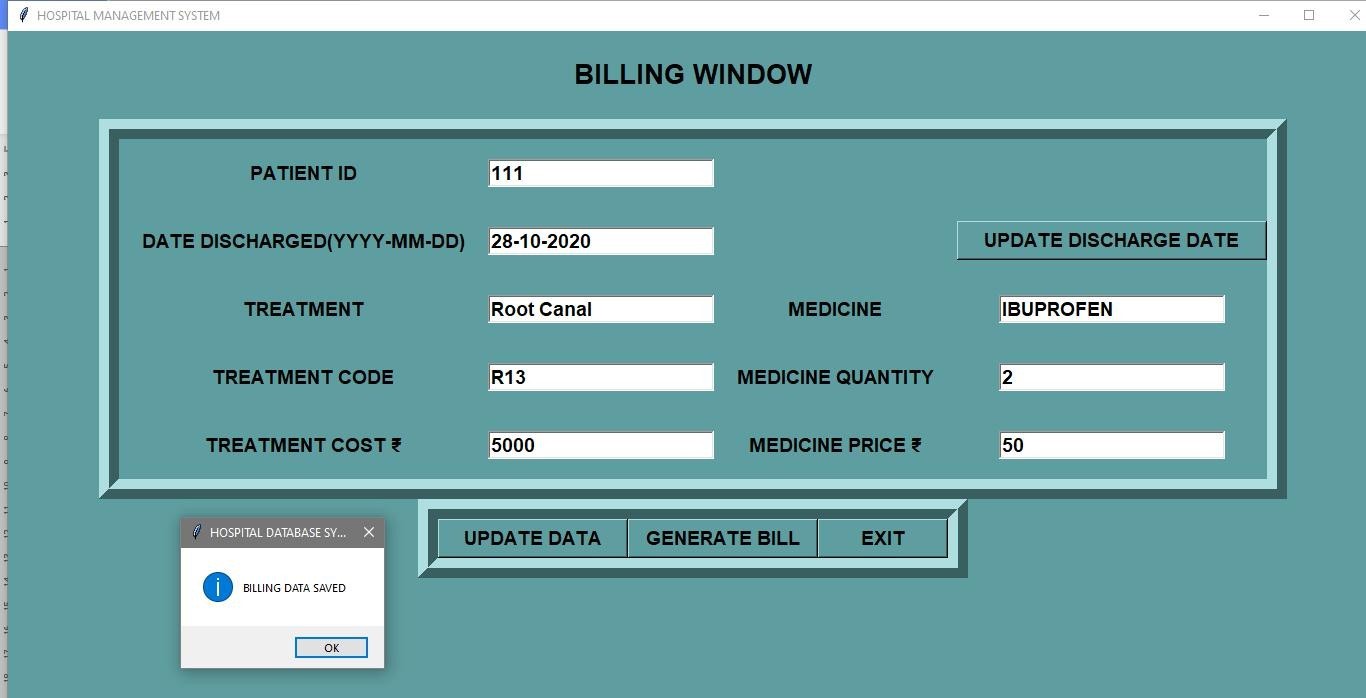 HOSPITAL MANAGEMENT SYSTEM
BILLING WINDOW
PATIENT ID 111
DATE DISCHARGED(YYYY-MM-DD) 28-10-2020 UPDATE DISCHARGE DATE
TREATMENT Root Canal MEDICINE IBUPROFEN
TREATMENT CODE R13 MEDICINE QUANTITY 2
TREATMENT COST ₹ 5000 MEDICINE PRICE ₹ 50
UPDATE DATA GENERATE BILL EXIT
HOSPITAL DATABASE SY...
BILLING DATA SAVED
OK